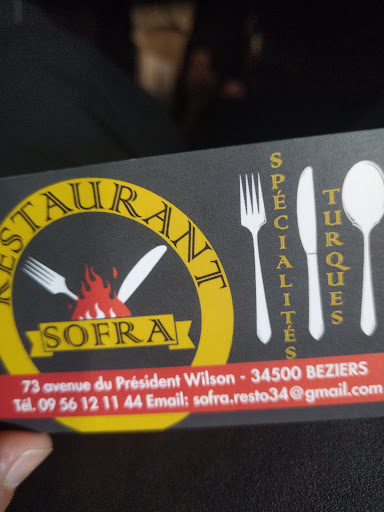 RESTAURANT
SOFRA
SPÉCIALITÉS
TURQUES
73 avenue du Président Wilson - 34500 BEZIERS
Tél. 09 56 12 11 44 Email: sofra.resto34@gmail.com